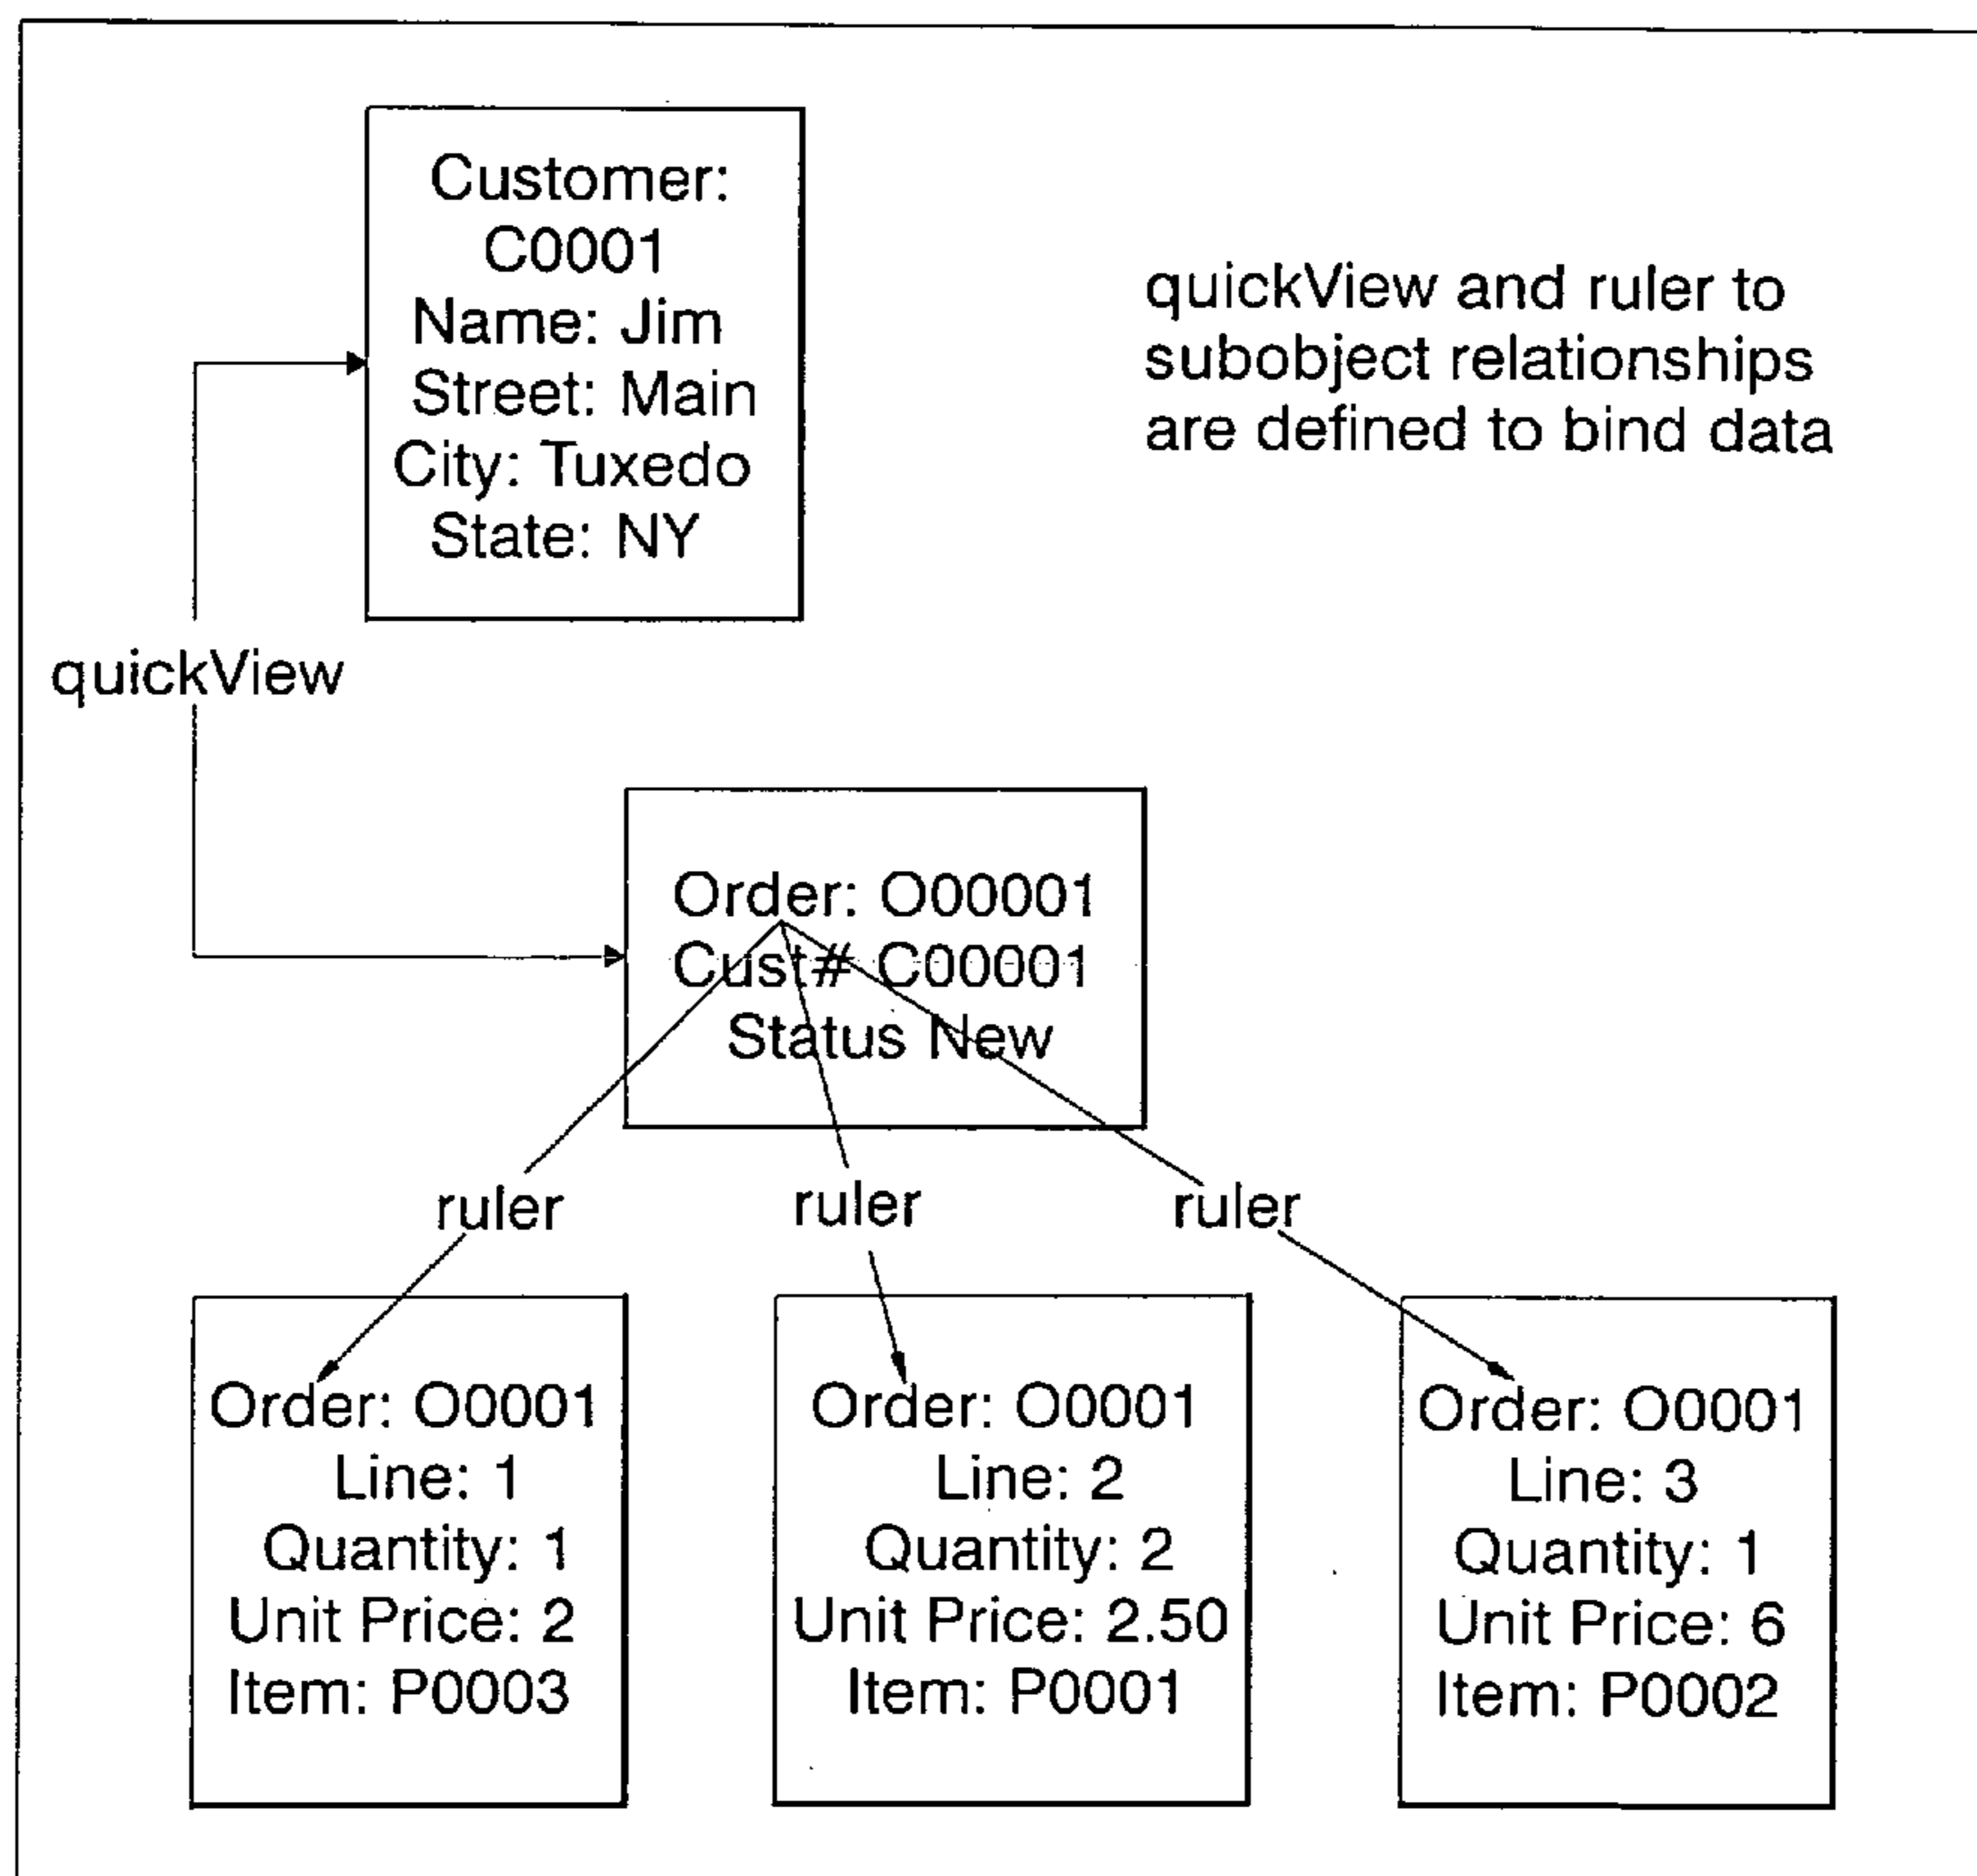 Customer:
C0001
Name: Jim
Street: Main
City: Tuxedo
State: NY
quickView and ruler to
subobject relationships
are defined to bind data
quickView
Order: O00001
Cust# C00001
Status New
ruler
ruler
ruler
Order: O0001
Line: 1
Quantity: 1
Unit Price: 2
Item: P0003
Order: O0001
Line: 2
Quantity: 2
Unit Price: 2.50
Item: P0001
Order: O0001
Line: 3
Quantity: 1
Unit Price: 6
Item: P0002